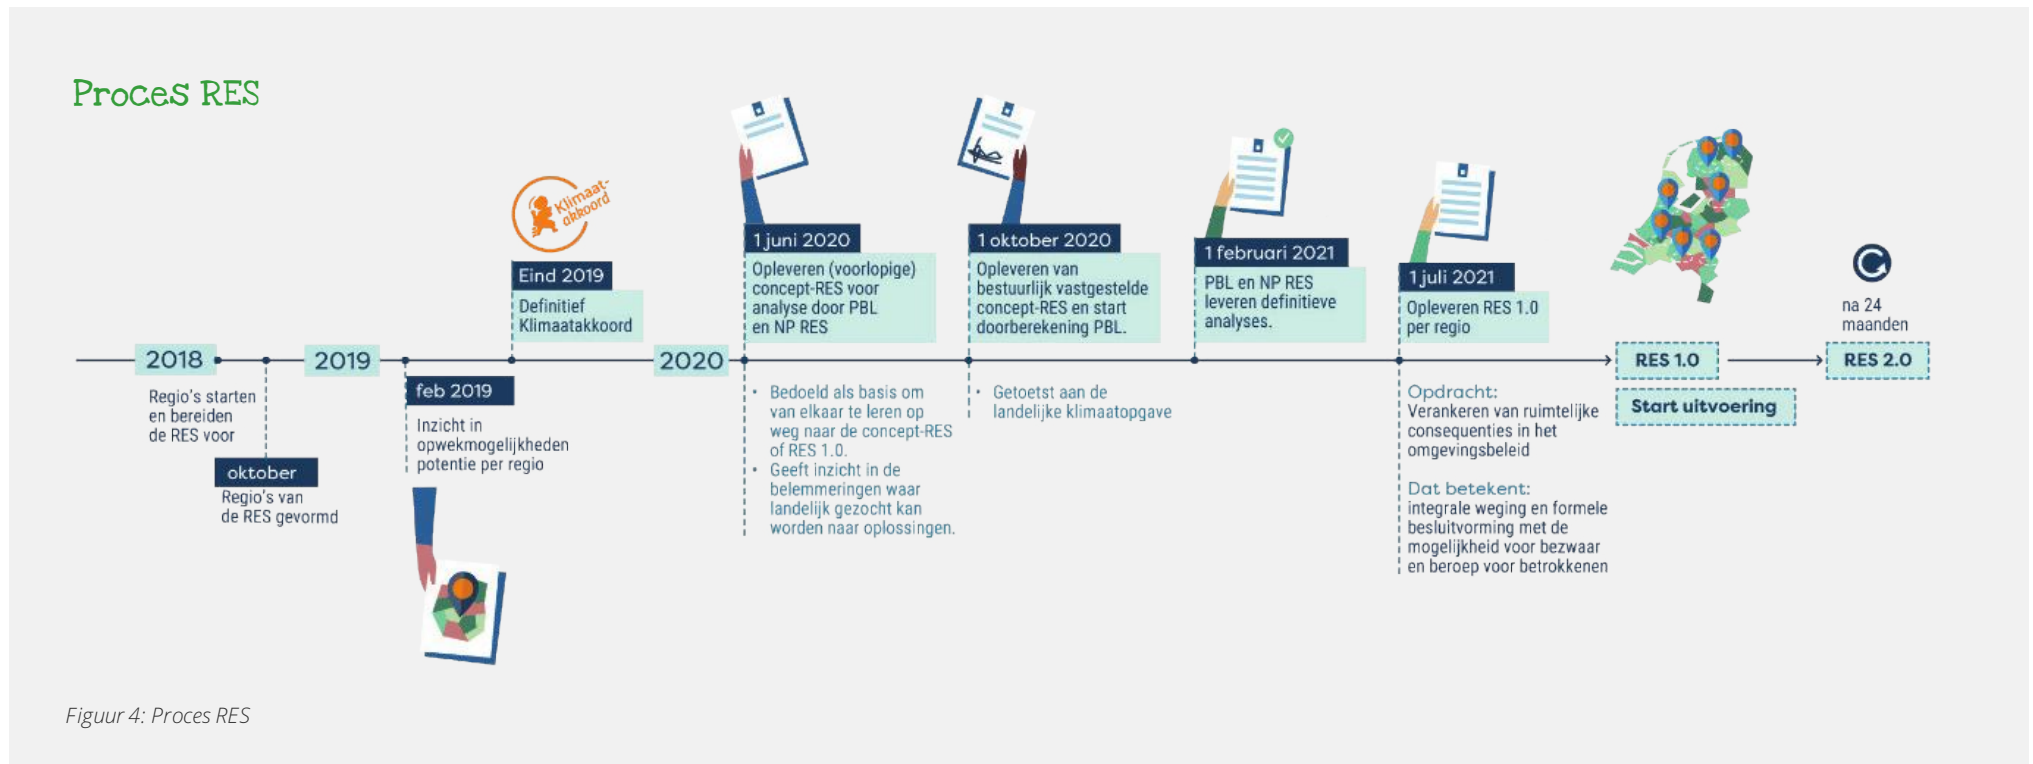 Proces RES
2018
Regio's starten
en bereiden
de RES voor
oktober
Regio's van
de RES gevormd
2019
feb 2019
Inzicht in
opwekmogelijkheden
potentie per regio
Klimaat-
akkoord
Eind 2019
Definitief
Klimaatakkoord
2020
1 juni 2020
Opleveren (voorlopige)
concept-RES voor
analyse door PBL
en NP RES
• Bedoeld als basis om
van elkaar te leren op
weg naar de concept-RES
of RES 1.0.
• Geeft inzicht in de
belemmeringen waar
landelijk gezocht kan
worden naar oplossingen.
1 oktober 2020
Opleveren van
bestuurlijk vastgestelde
concept-RES en start
doorberekening PBL.
• Getoetst aan de
landelijke klimaatopgave
1 februari 2021
PBL en NP RES
leveren definitieve
analyses.
1 juli 2021
Opleveren RES 1.0
per regio
Opdracht:
Verankeren van ruimtelijke
consequenties in het
omgevingsbeleid
Dat betekent:
integrale weging en formele
besluitvorming met de
mogelijkheid voor bezwaar
en beroep voor betrokkenen
RES 1.0
Start uitvoering
na 24
maanden
RES 2.0
Figuur 4: Proces RES